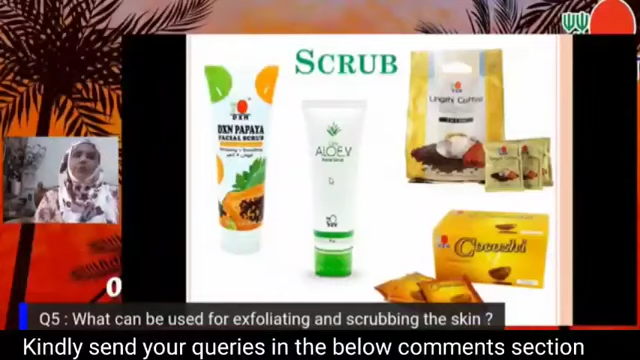 SCRUB
DXN
DXN PAPAYA
FACIAL SCRUB
ALOE.V
DXN
Lingzhi Coffee
Cocozhi
0
Q5 : What can be used for exfoliating and scrubbing the skin ?
Kindly send your queries in the below comments section